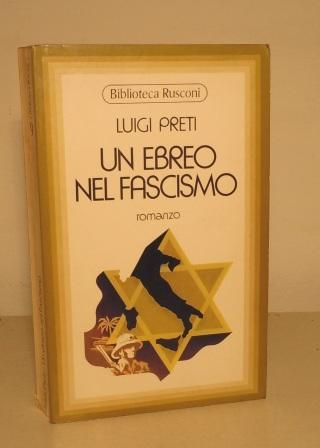 Biblioteca Rusconi
LUIGI PRETI
UN EBREO
NEL FASCISMO
romanzo